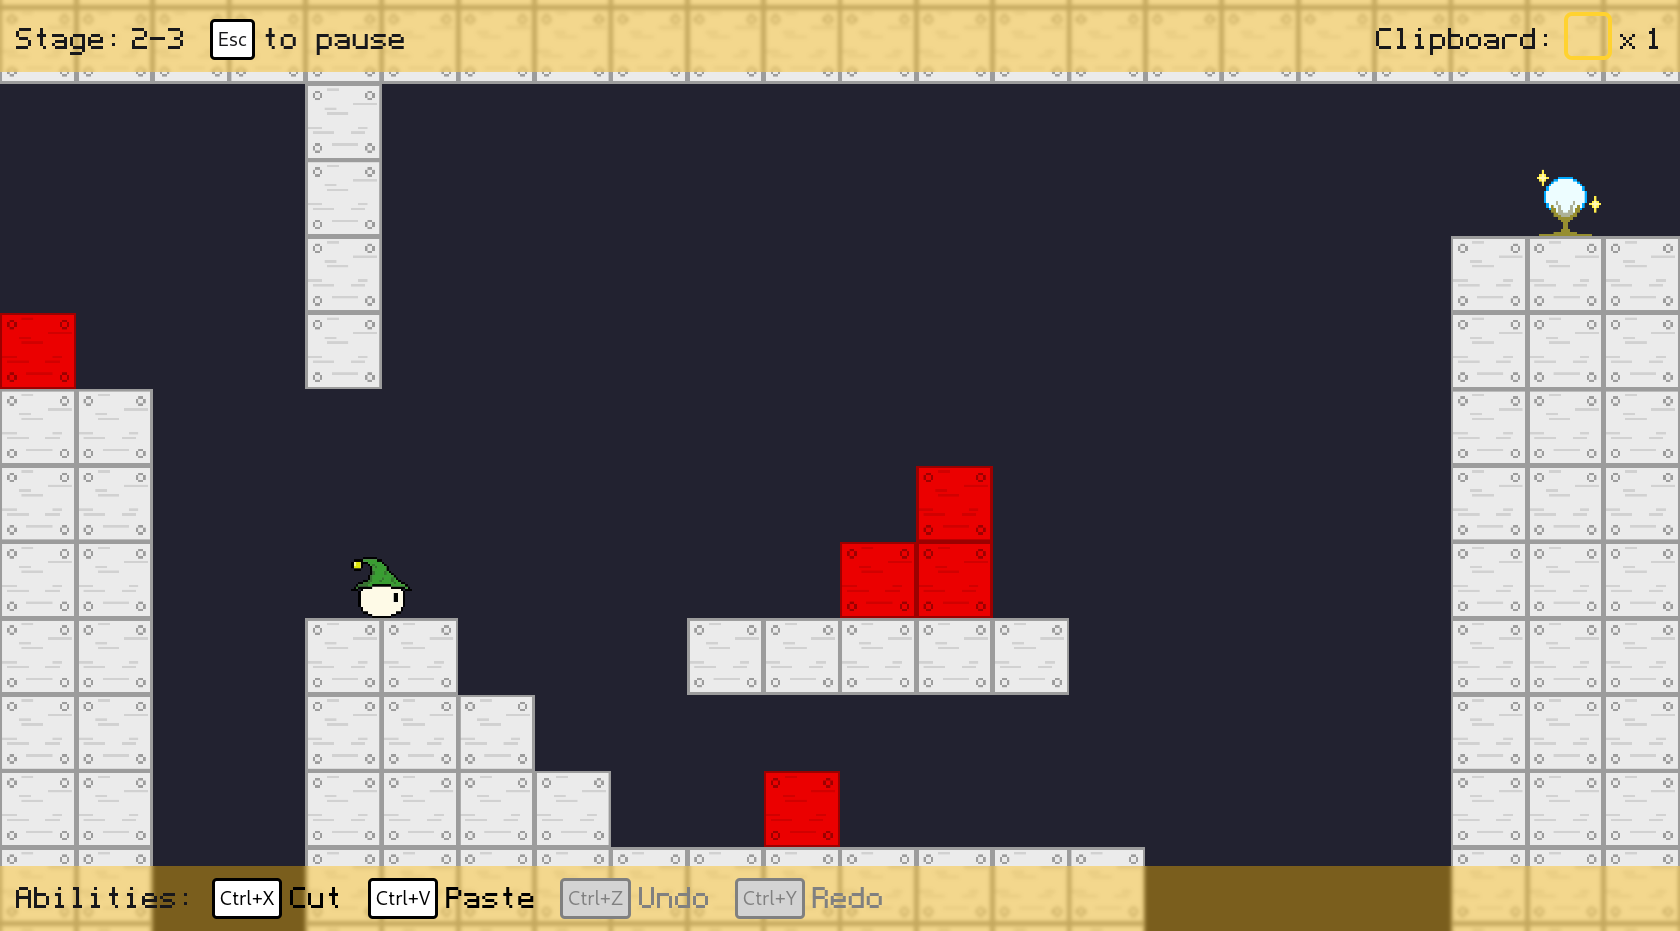 Stage: 2-3 Esc to pause
Clipboard: x 1
Abilities: Ctrl+X Cut Ctrl+V Paste Ctrl+Z Undo Ctrl+Y Redo